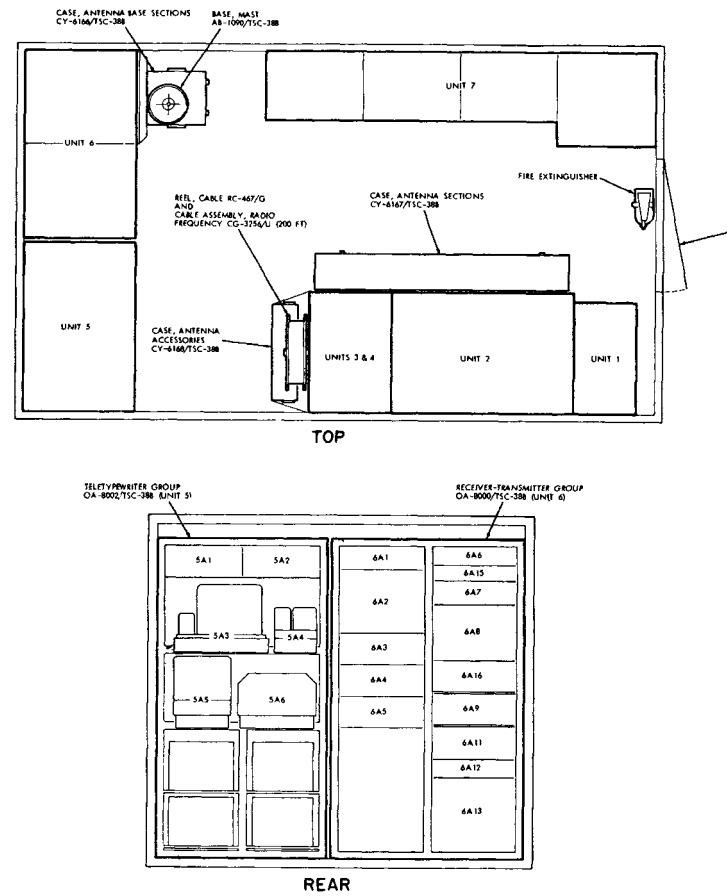 CASE, ANTENNA BASE SECTIONS
CY-6166/TSC-38B
BASE, MAST
AB-1090/TSC-38B
UNIT 7
UNIT 6
FIRE EXTINGUISHER
REEL, CABLE RC-467/G
AND
CABLE ASSEMBLY, RADIO
FREQUENCY CG-3256/U (200 FT)
CASE, ANTENNA SECTIONS
CY-6167/TSC-38B
UNIT 5
CASE, ANTENNA
ACCESSORIES
CY-6168/TSC-38B
UNITS 3 & 4
UNIT 2
UNIT 1
TOP
TELETYPEWRITER GROUP
OA-8002/TSC-38B (UNIT 5)
RECEIVER-TRANSMITTER GROUP
OA-8000/TSC-38B (UNIT 6)
5A1
5A2
5A3
5A4
5A5
5A6
6A1
6A2
6A3
6A4
6A5
6A6
6A15
6A7
6A8
6A16
6A9
6A11
6A12
6A13
REAR